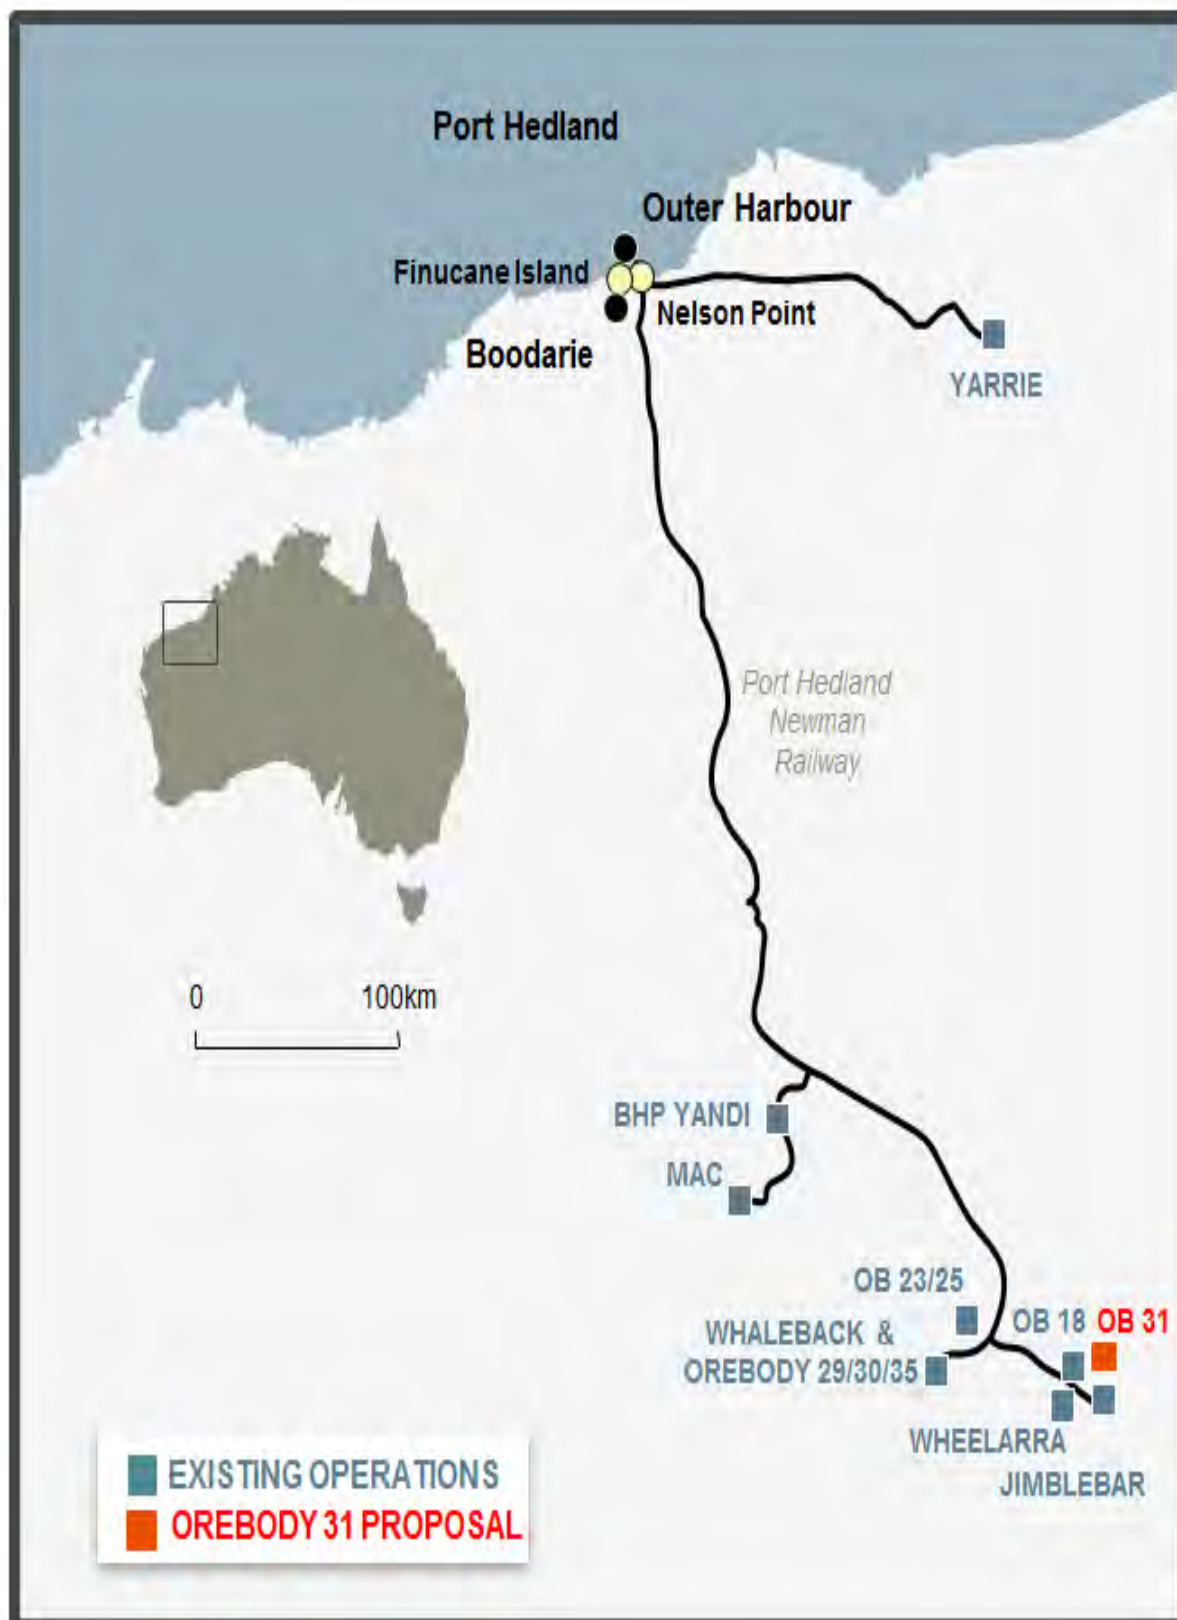 Port Hedland
Outer Harbour
Finucane Island
Nelson Point
Boodarie
YARRIE
Port Hedland
Newman
Railway
0 100km
BHP YANDI
MAC
OB 23/25
OB 18 OB 31
WHALEBACK &
OREBODY 29/30/35
WHEELARRA
JIMBLEBAR
EXISTING OPERATIONS
OREBODY 31 PROPOSAL